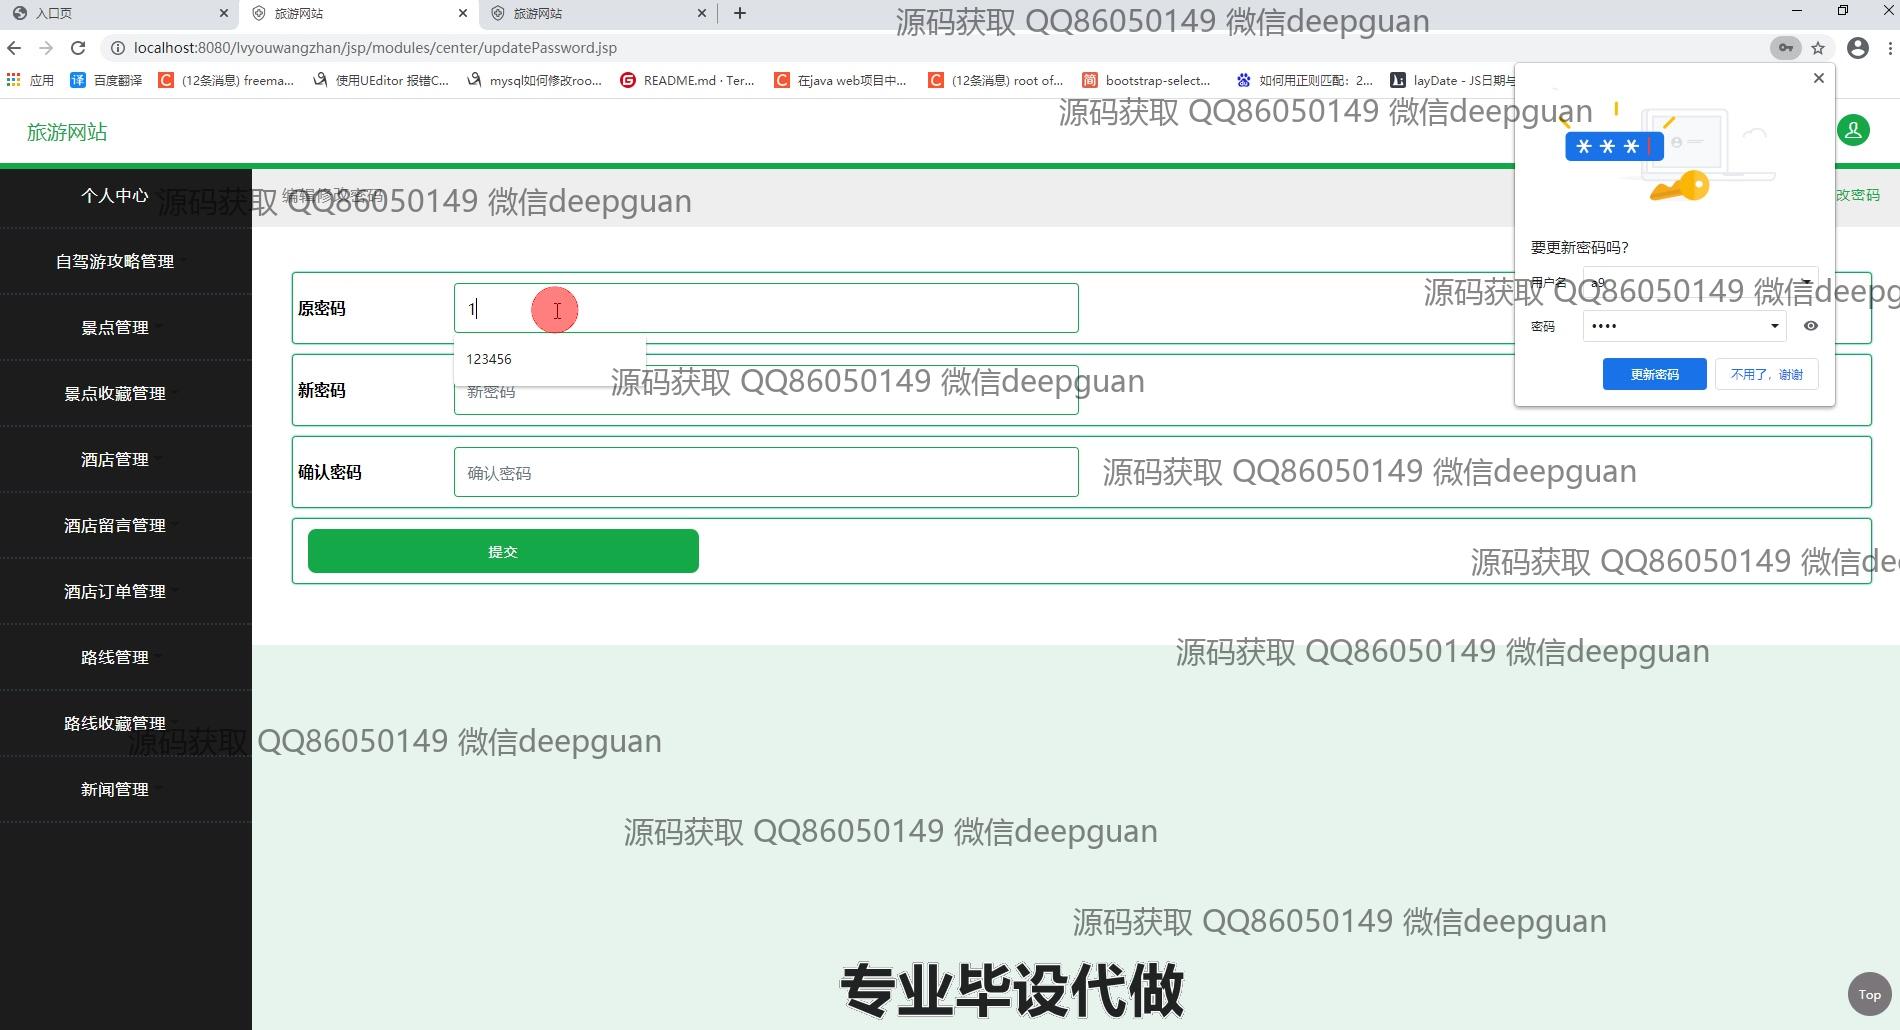 入口页
旅游网站
旅游网站
源码获取 QQ86050149 微信deepguan
localhost:8080/lvyouwangzhan/jsp/modules/center/updatePassword.jsp
应用
译 百度翻译
C (12条消息) freema...
使用UEditor 报错C...
mysql如何修改roo...
G README.md · Ter...
C 在java web项目中...
C (12条消息) root of...
简 bootstrap-select...
如何用正则匹配：2...
layDate - JS日期与
源码获取 QQ86050149 微信deepguan
旅游网站
* * *
个人中心
编辑修改密码
源码获取 QQ86050149 微信deepguan
改密码
自驾游攻略管理
景点管理
景点收藏管理
酒店管理
酒店留言管理
酒店订单管理
路线管理
路线收藏管理
新闻管理
要更新密码吗？
用户名 a9
源码获取 QQ86050149 微信deepg
密码 ••••
更新密码
不用了，谢谢
原密码
1
123456
新密码
新密码
源码获取 QQ86050149 微信deepguan
确认密码
确认密码
源码获取 QQ86050149 微信deepguan
提交
源码获取 QQ86050149 微信dee
源码获取 QQ86050149 微信deepguan
源码获取 QQ86050149 微信deepguan
源码获取 QQ86050149 微信deepguan
源码获取 QQ86050149 微信deepguan
专业毕设代做
Top